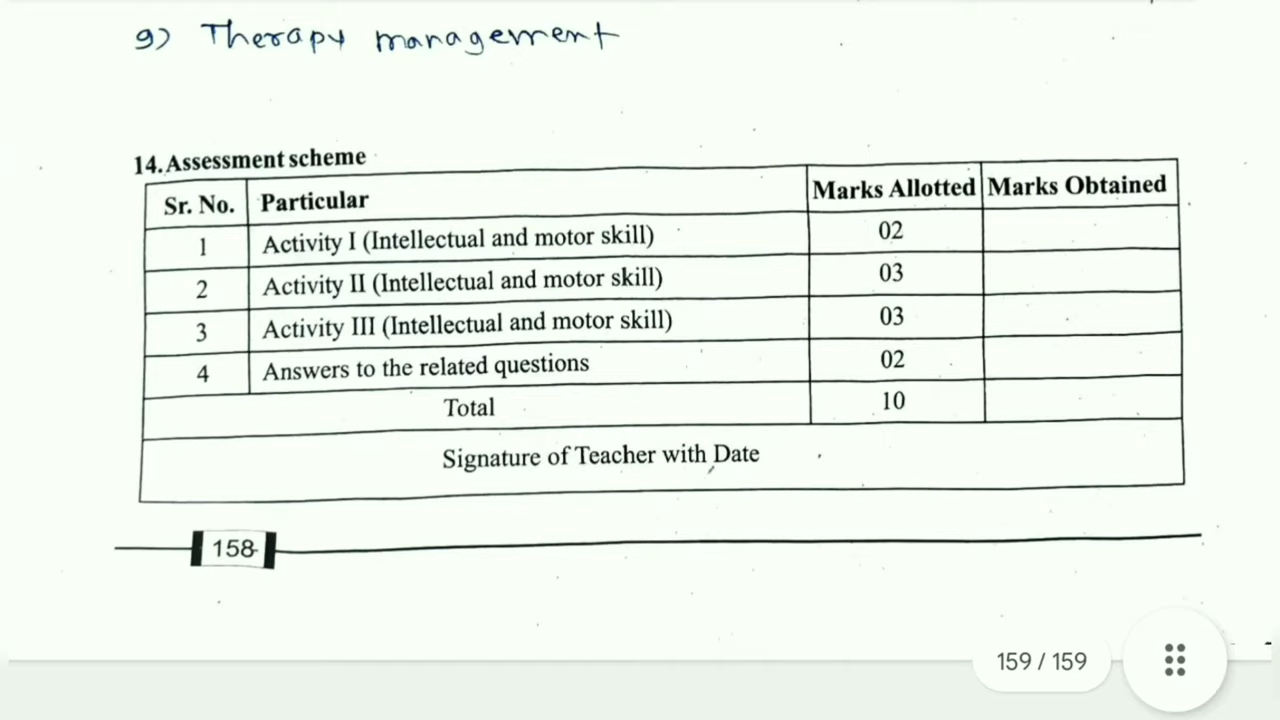 9) Therapy management
14. Assessment scheme
Sr. No. Particular Marks Allotted Marks Obtained
1 Activity I (Intellectual and motor skill) 02
2 Activity II (Intellectual and motor skill) 03
3 Activity III (Intellectual and motor skill) 03
4 Answers to the related questions 02
Total 10
Signature of Teacher with Date
158
159 / 159